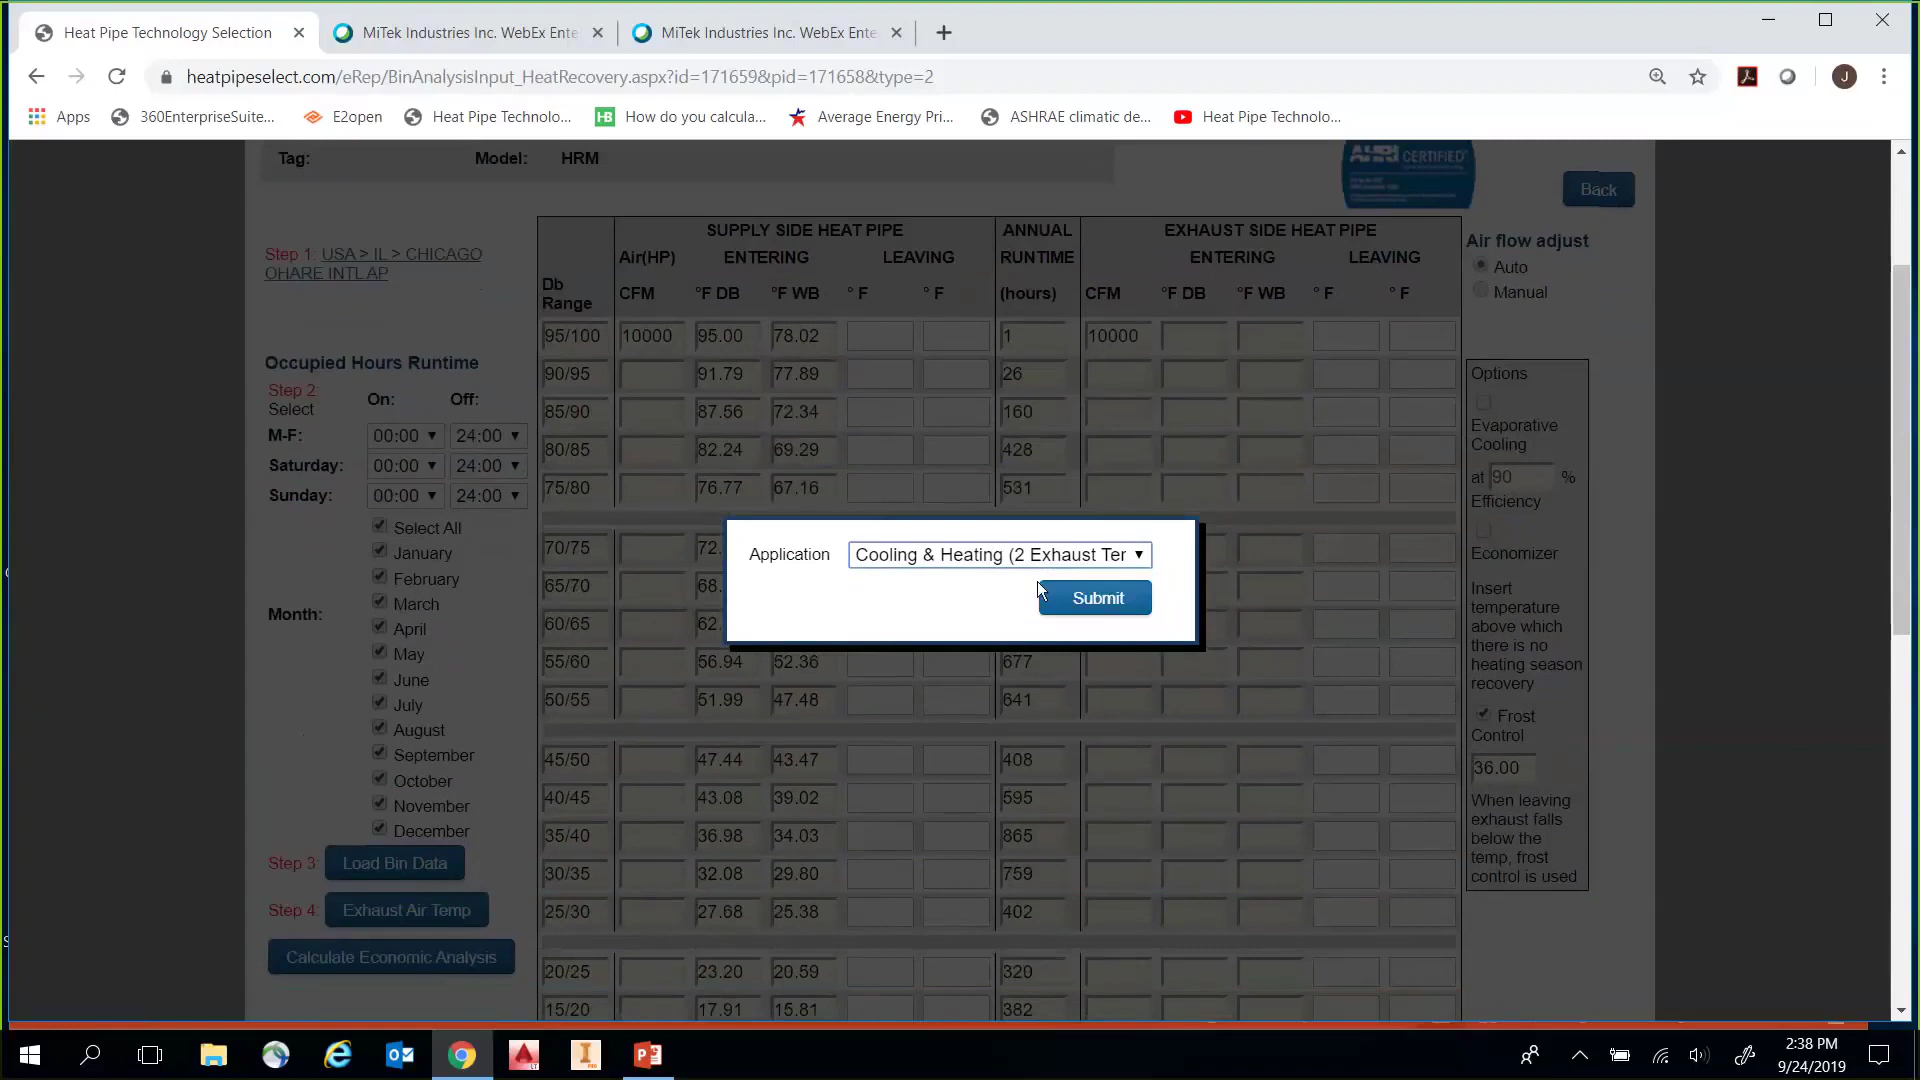 Heat Pipe Technology Selection
MiTek Industries Inc. WebEx Ente
MiTek Industries Inc. WebEx Ente
heatpipeselect.com/eRep/BinAnalysisInput_HeatRecovery.aspx?id=171659&pid=171658&type=2
J
Apps 360EnterpriseSuite... E2open Heat Pipe Technolo... HB How do you calcula... Average Energy Pri... ASHRAE climatic de... Heat Pipe Technolo...
Tag: Model: HRM
AHRI CERTIFIED
Back
Step 1: USA > IL > CHICAGO
OHARE INTL AP
Occupied Hours Runtime
Step 2:
Select On: Off:
M-F: 00:00 24:00
Saturday: 00:00 24:00
Sunday: 00:00 24:00
Select All
January
February
March
April
Month:
May
June
July
August
September
October
November
December
Step 3: Load Bin Data
Step 4: Exhaust Air Temp
Calculate Economic Analysis
SUPPLY SIDE HEAT PIPE ANNUAL EXHAUST SIDE HEAT PIPE
Air(HP) ENTERING LEAVING RUNTIME ENTERING LEAVING
Db
Range CFM °F DB °F WB ° F ° F (hours) CFM °F DB °F WB ° F ° F
95/100 10000 95.00 78.02 1 10000
90/95 91.79 77.89 26
85/90 87.56 72.34 160
80/85 82.24 69.29 428
75/80 76.77 67.16 531
70/75 72.
65/70 68.
60/65 62.
55/60 56.94 52.36 677
50/55 51.99 47.48 641
45/50 47.44 43.47 408
40/45 43.08 39.02 595
35/40 36.98 34.03 865
30/35 32.08 29.80 759
25/30 27.68 25.38 402
20/25 23.20 20.59 320
15/20 17.91 15.81 382
Application Cooling & Heating (2 Exhaust Ter
Submit
Air flow adjust
Auto
Manual
Options
Evaporative
Cooling
at 90 %
Efficiency
Economizer
Insert
temperature
above which
there is no
heating season
recovery
Frost
Control
36.00
When leaving
exhaust falls
below the
temp, frost
control is used
2:38 PM
9/24/2019